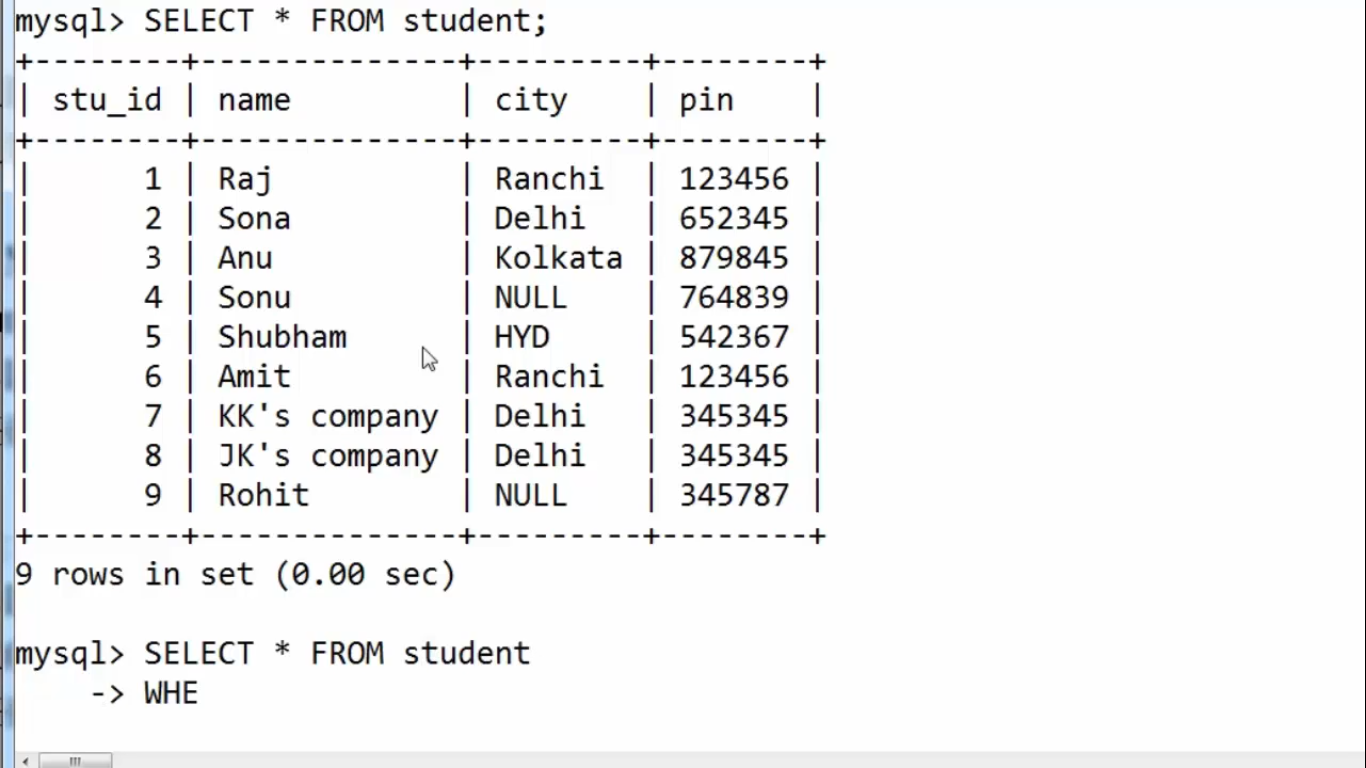 mysql> SELECT * FROM student;
+--------+--------------+---------+--------+
| stu_id | name         | city    | pin    |
+--------+--------------+---------+--------+
|      1 | Raj          | Ranchi  | 123456 |
|      2 | Sona         | Delhi   | 652345 |
|      3 | Anu          | Kolkata | 879845 |
|      4 | Sonu         | NULL    | 764839 |
|      5 | Shubham      | HYD     | 542367 |
|      6 | Amit         | Ranchi  | 123456 |
|      7 | KK's company | Delhi   | 345345 |
|      8 | JK's company | Delhi   | 345345 |
|      9 | Rohit        | NULL    | 345787 |
+--------+--------------+---------+--------+
9 rows in set (0.00 sec)
mysql> SELECT * FROM student
    -> WHE